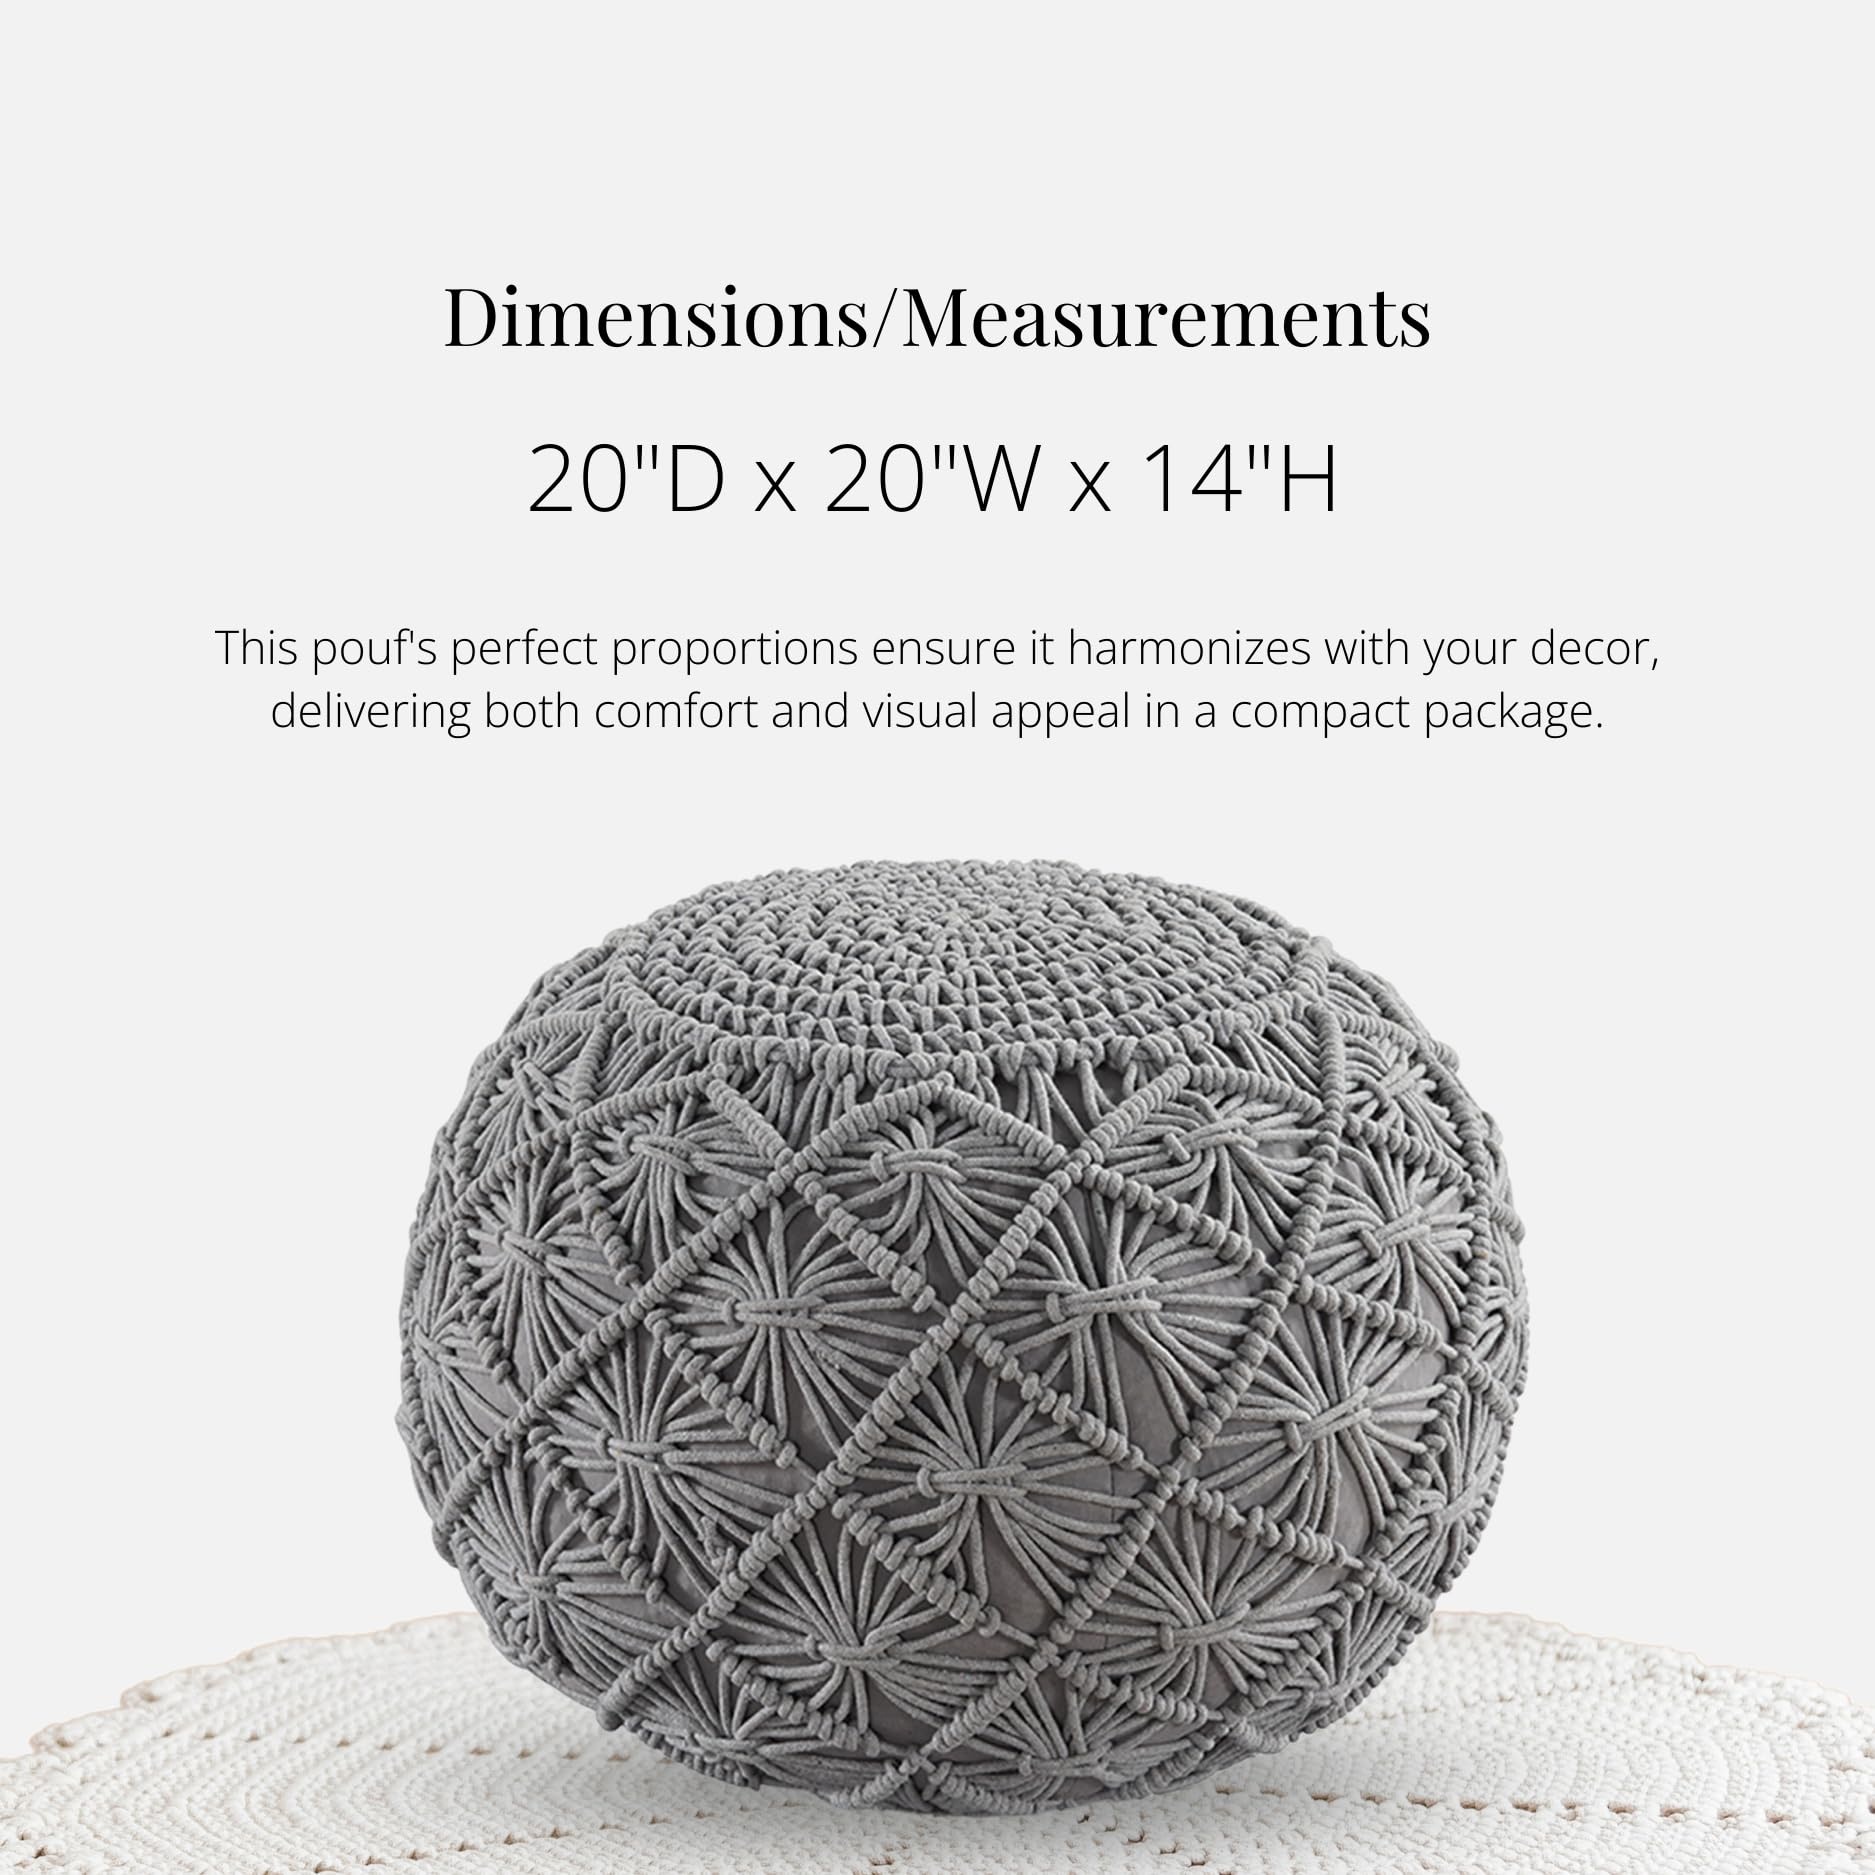 Dimensions/Measurements
20"D x 20"W x 14"H
This pouf's perfect proportions ensure it harmonizes with your decor,
delivering both comfort and visual appeal in a compact package.